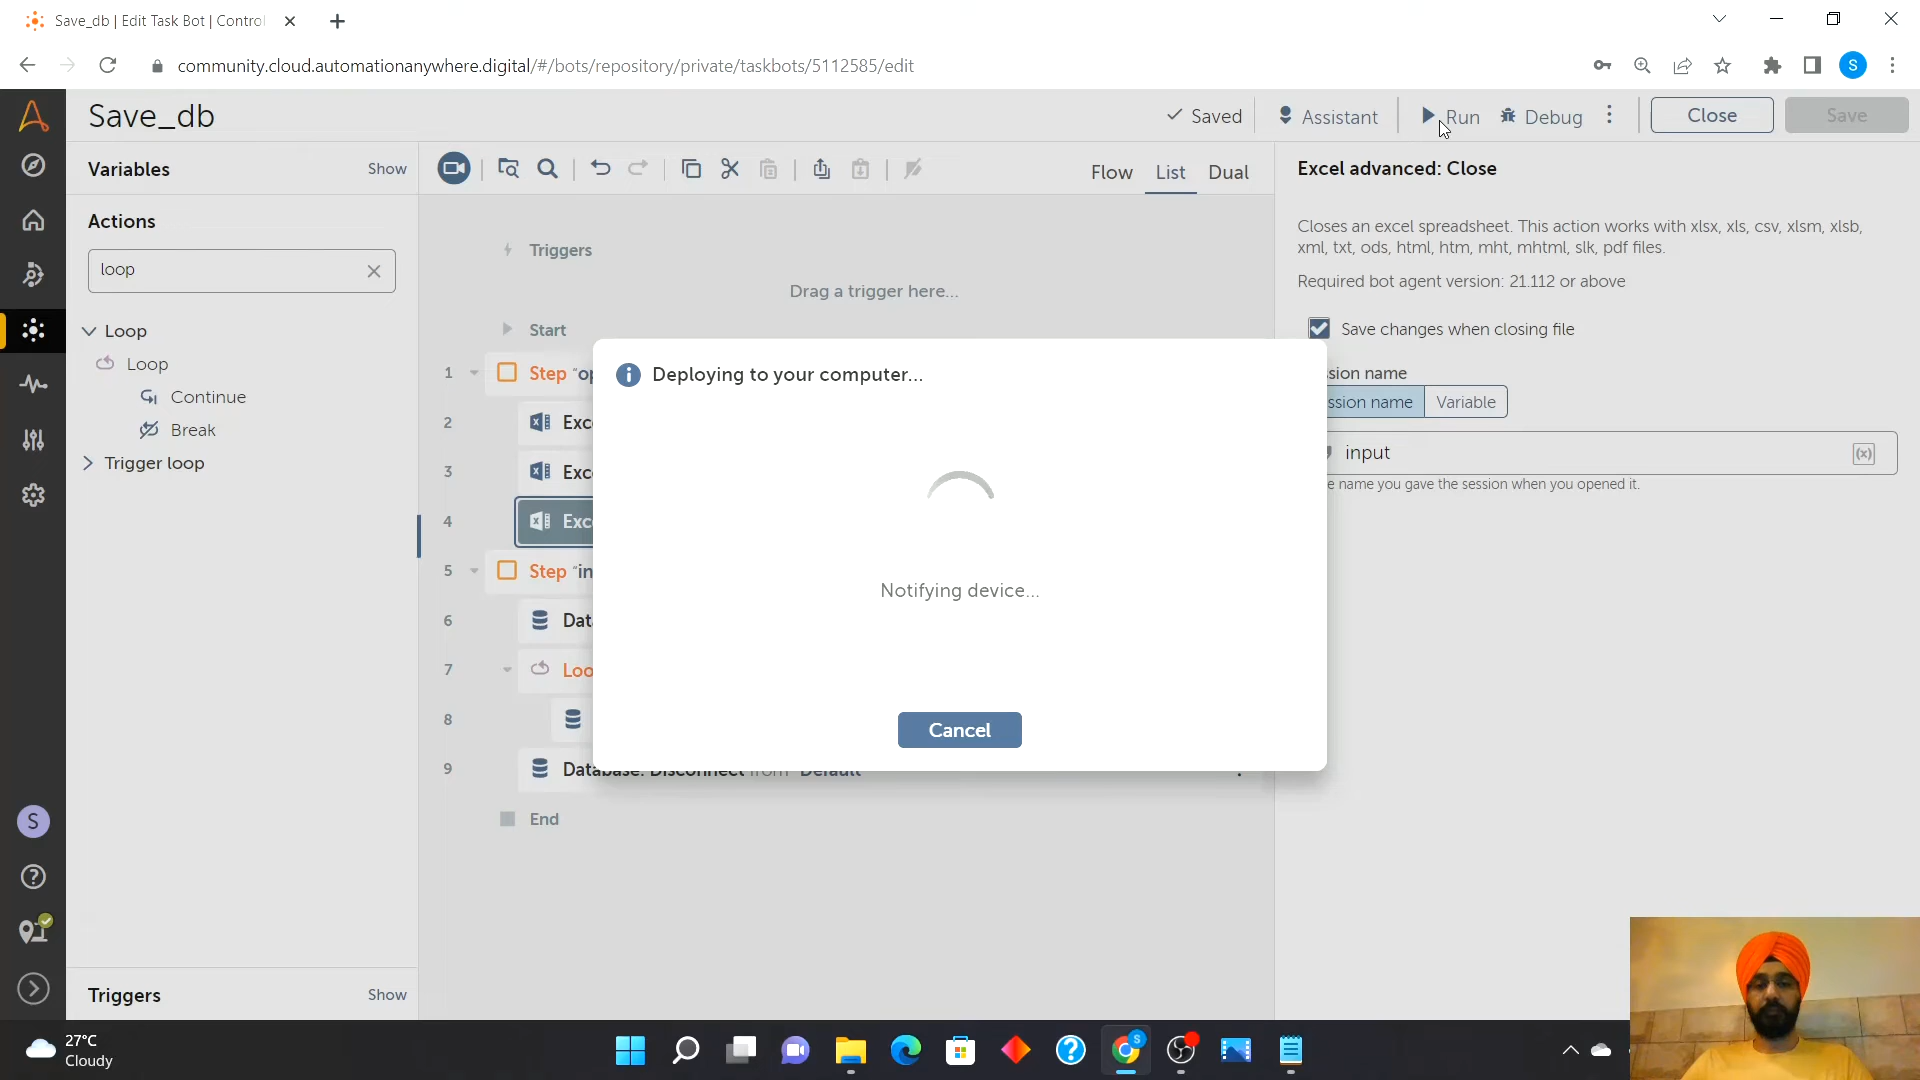 Save_db | Edit Task Bot | Contro
community.cloud.automationanywhere.digital/#/bots/repository/private/taskbots/5112585/edit
S
Save_db
Saved
Assistant
Run
Debug
Close
Save
Variables
Show
Flow
List
Dual
Excel advanced: Close
Actions
loop
Closes an excel spreadsheet. This action works with xlsx, xls, csv, xlsm, xlsb,
xml, txt, ods, html, htm, mht, mhtml, slk, pdf files.
Required bot agent version: 21.112 or above
Triggers
Drag a trigger here...
Save changes when closing file
Loop
Loop
Continue
Break
Trigger loop
Start
1 Step "op
2 Exc
3 Exc
4 Exc
5 Step "in
6 Dat
7 Loo
8
9 Database: Disconnect from "Default"
End
Deploying to your computer...
Notifying device...
Cancel
sion name
ssion name
Variable
input
(x)
e name you gave the session when you opened it.
S
Triggers
Show
27°C
Cloudy
S